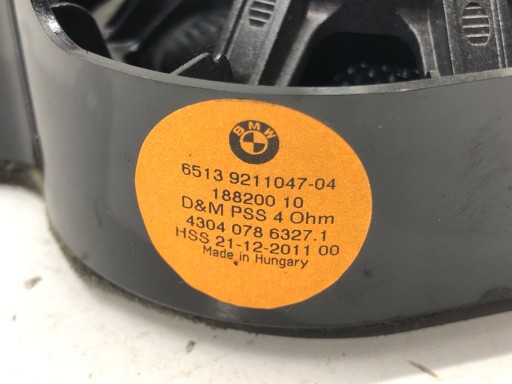 BMW
6513 9211047-04
188200 10
D&M PSS 4 Ohm
4304 078 6327.1
HSS 21-12-2011 00
Made in Hungary